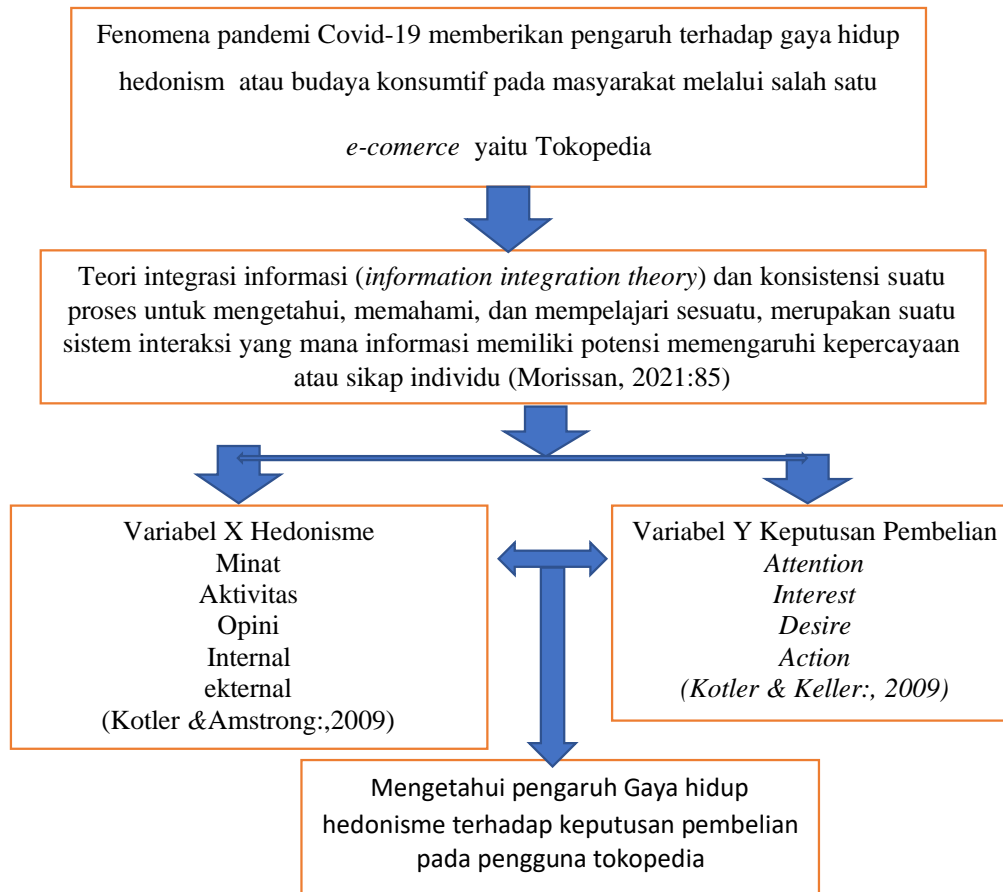 Fenomena pandemi Covid-19 memberikan pengaruh terhadap gaya hidup
hedonism atau budaya konsumtif pada masyarakat melalui salah satu
e-comerce yaitu Tokopedia
Teori integrasi informasi (information integration theory) dan konsistensi suatu
proses untuk mengetahui, memahami, dan mempelajari sesuatu, merupakan suatu
sistem interaksi yang mana informasi memiliki potensi memengaruhi kepercayaan
atau sikap individu (Morissan, 2021:85)
Variabel X Hedonisme
Minat
Aktivitas
Opini
Internal
ekternal
(Kotler &Amstrong:,2009)
Variabel Y Keputusan Pembelian
Attention
Interest
Desire
Action
(Kotler & Keller:, 2009)
Mengetahui pengaruh Gaya hidup
hedonisme terhadap keputusan pembelian
pada pengguna tokopedia